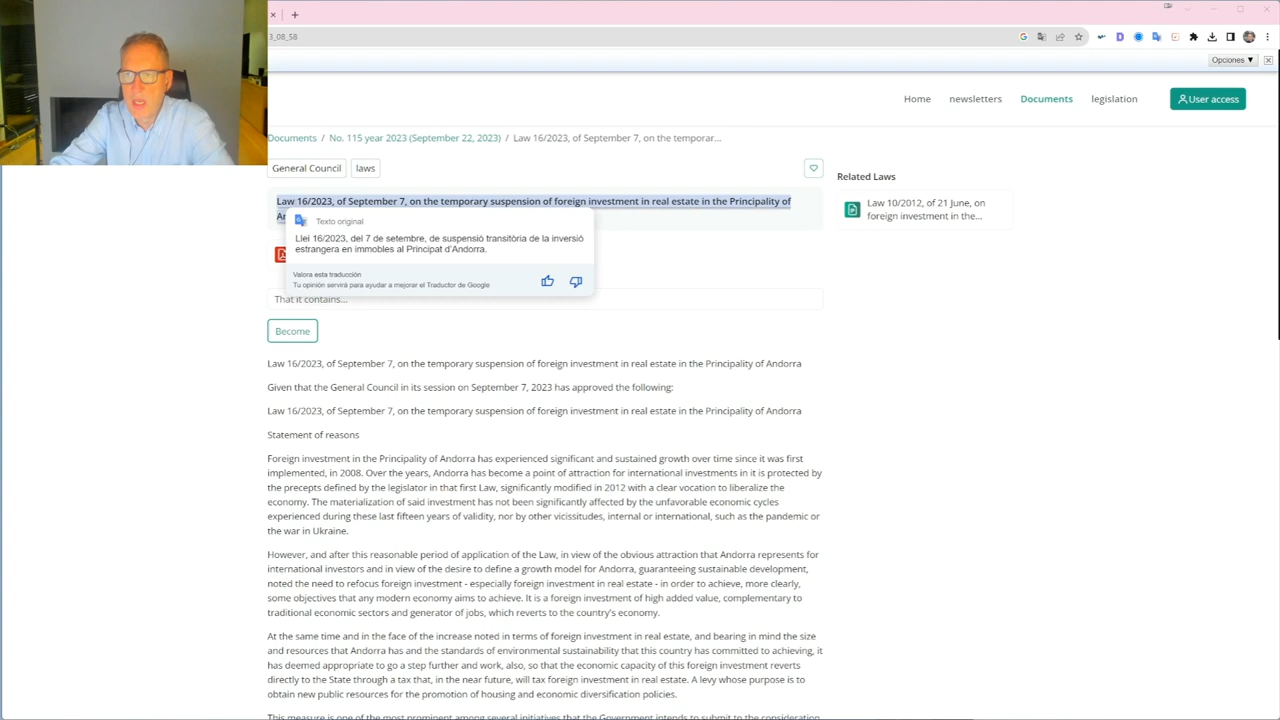 3_08_58
Opciones ▼
Home
newsletters
Documents
legislation
User access
Documents / No. 115 year 2023 (September 22, 2023) / Law 16/2023, of September 7, on the temporar...
General Council
laws
Related Laws
Law 10/2012, of 21 June, on
foreign investment in the...
Law 16/2023, of September 7, on the temporary suspension of foreign investment in real estate in the Principality of
Texto original
Llei 16/2023, del 7 de setembre, de suspensió transitòria de la inversió
estrangera en immobles al Principat d'Andorra.
Valora esta traducción
Tu opinión servirá para ayudar a mejorar el Traductor de Google
That it contains...
Become
Law 16/2023, of September 7, on the temporary suspension of foreign investment in real estate in the Principality of Andorra
Given that the General Council in its session on September 7, 2023 has approved the following:
Law 16/2023, of September 7, on the temporary suspension of foreign investment in real estate in the Principality of Andorra
Statement of reasons
Foreign investment in the Principality of Andorra has experienced significant and sustained growth over time since it was first
implemented, in 2008. Over the years, Andorra has become a point of attraction for international investments in it is protected by
the precepts defined by the legislator in that first Law, significantly modified in 2012 with a clear vocation to liberalize the
economy. The materialization of said investment has not been significantly affected by the unfavorable economic cycles
experienced during these last fifteen years of validity, nor by other vicissitudes, internal or international, such as the pandemic or
the war in Ukraine.
However, and after this reasonable period of application of the Law, in view of the obvious attraction that Andorra represents for
international investors and in view of the desire to define a growth model for Andorra, guaranteeing sustainable development,
noted the need to refocus foreign investment - especially foreign investment in real estate - in order to achieve, more clearly,
some objectives that any modern economy aims to achieve. It is a foreign investment of high added value, complementary to
traditional economic sectors and generator of jobs, which reverts to the country's economy.
At the same time and in the face of the increase noted in terms of foreign investment in real estate, and bearing in mind the size
and resources that Andorra has and the standards of environmental sustainability that this country has committed to achieving, it
has deemed appropriate to go a step further and work, also, so that the economic capacity of this foreign investment reverts
directly to the State through a tax that, in the near future, will tax foreign investment in real estate. A levy whose purpose is to
obtain new public resources for the promotion of housing and economic diversification policies.
This measure is one of the most prominent among several initiatives that the Government intends to submit to the consideration